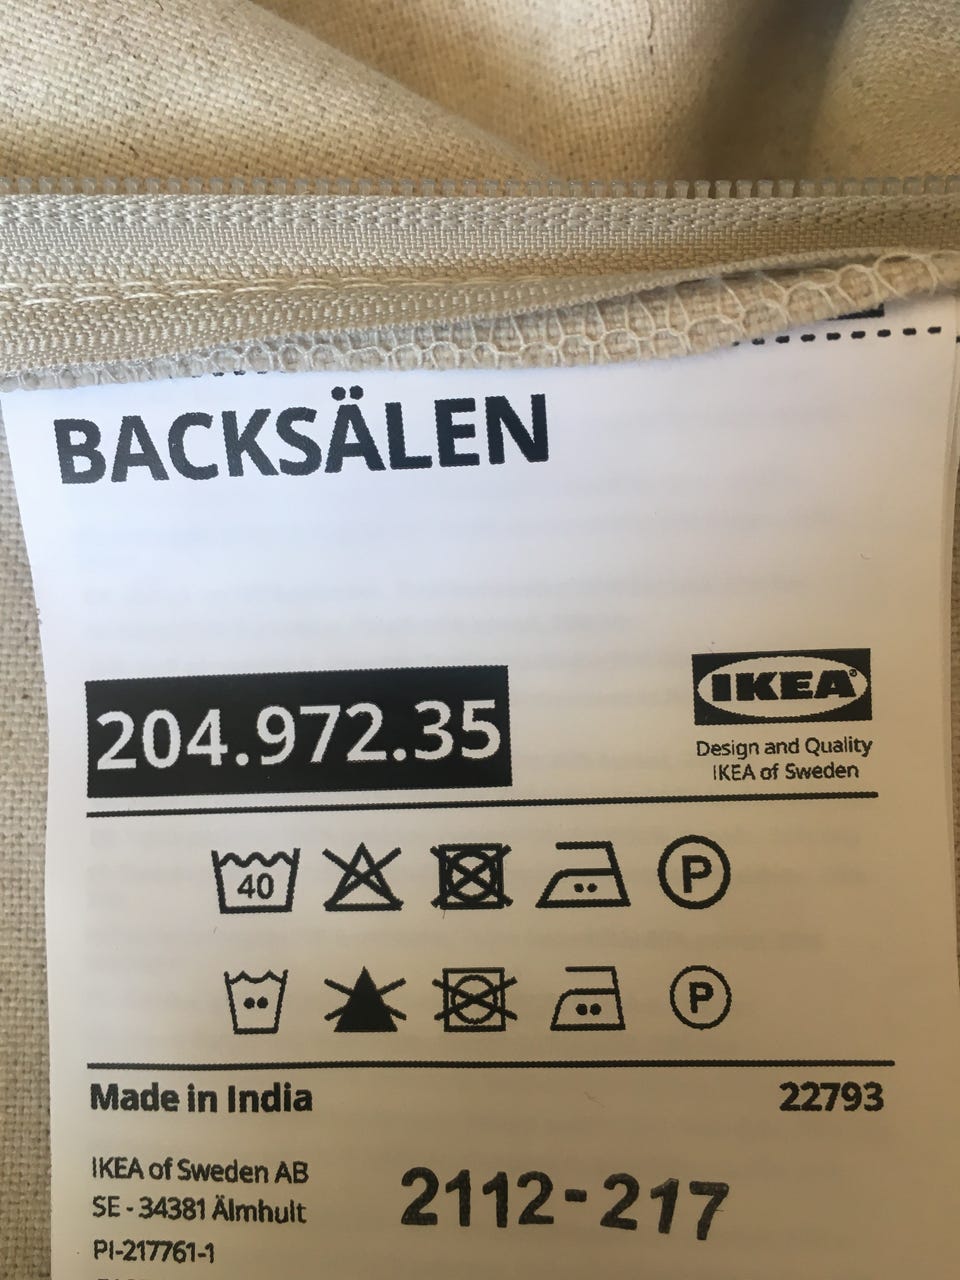 BACKSÄLEN
204.972.35
IKEA®
Design and Quality
IKEA of Sweden
40
P
P
Made in India
22793
IKEA of Sweden AB
SE - 34381 Älmhult
PI-217761-1
2112-217